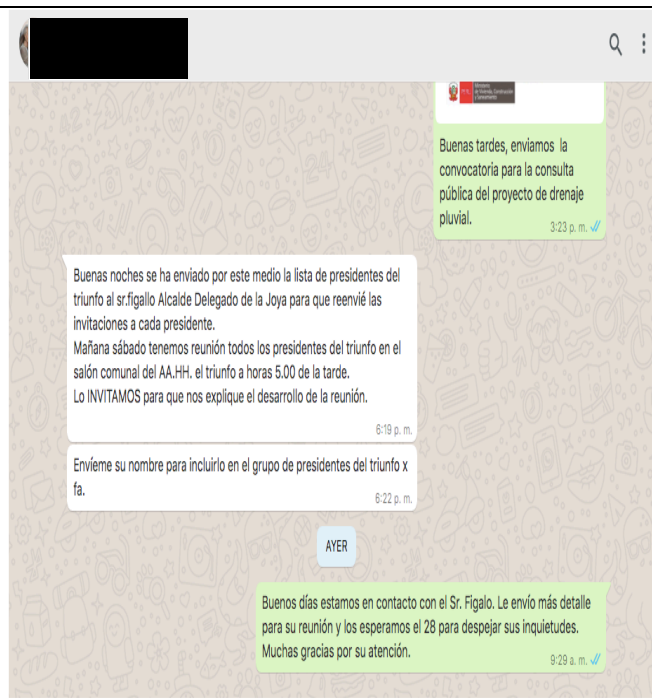 Buenas tardes, enviamos la
convocatoria para la consulta
pública del proyecto de drenaje
pluvial.
3:23 p. m.
Buenas noches se ha enviado por este medio la lista de presidentes del
triunfo al sr.figallo Alcalde Delegado de la Joya para que reenvié las
invitaciones a cada presidente.
Mañana sábado tenemos reunión todos los presidentes del triunfo en el
salón comunal del AA.HH. el triunfo a horas 5.00 de la tarde.
Lo INVITAMOS para que nos explique el desarrollo de la reunión.
6:19 p. m.
Envíeme su nombre para incluirlo en el grupo de presidentes del triunfo x
fa.
6:22 p. m.
AYER
Buenos días estamos en contacto con el Sr. Figalo. Le envío más detalle
para su reunión y los esperamos el 28 para despejar sus inquietudes.
Muchas gracias por su atención.
9:29 a. m.